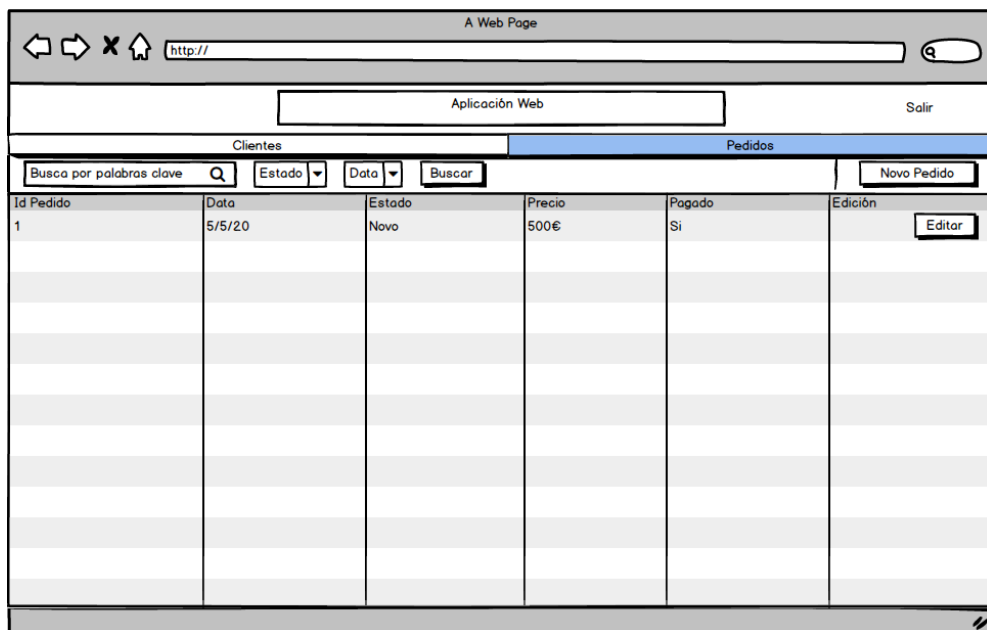 A Web Page
http://
Aplicación Web
Salir
Clientes Pedidos
Busca por palabras clave Estado Data Buscar Novo Pedido
Id Pedido Data Estado Precio Pagado Edición
1 5/5/20 Novo 500€ Si Editar